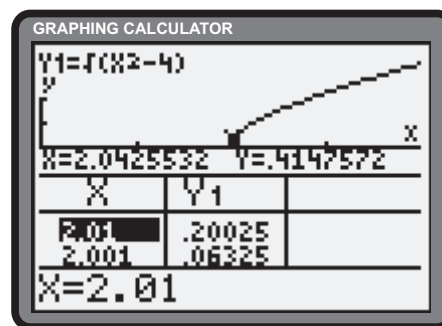 GRAPHING CALCULATOR
Y1=√(X2-4)
y
x
X=2.0425532 Y=.4147572
X Y1
2.01 .20025
2.001 .06325
X=2.01